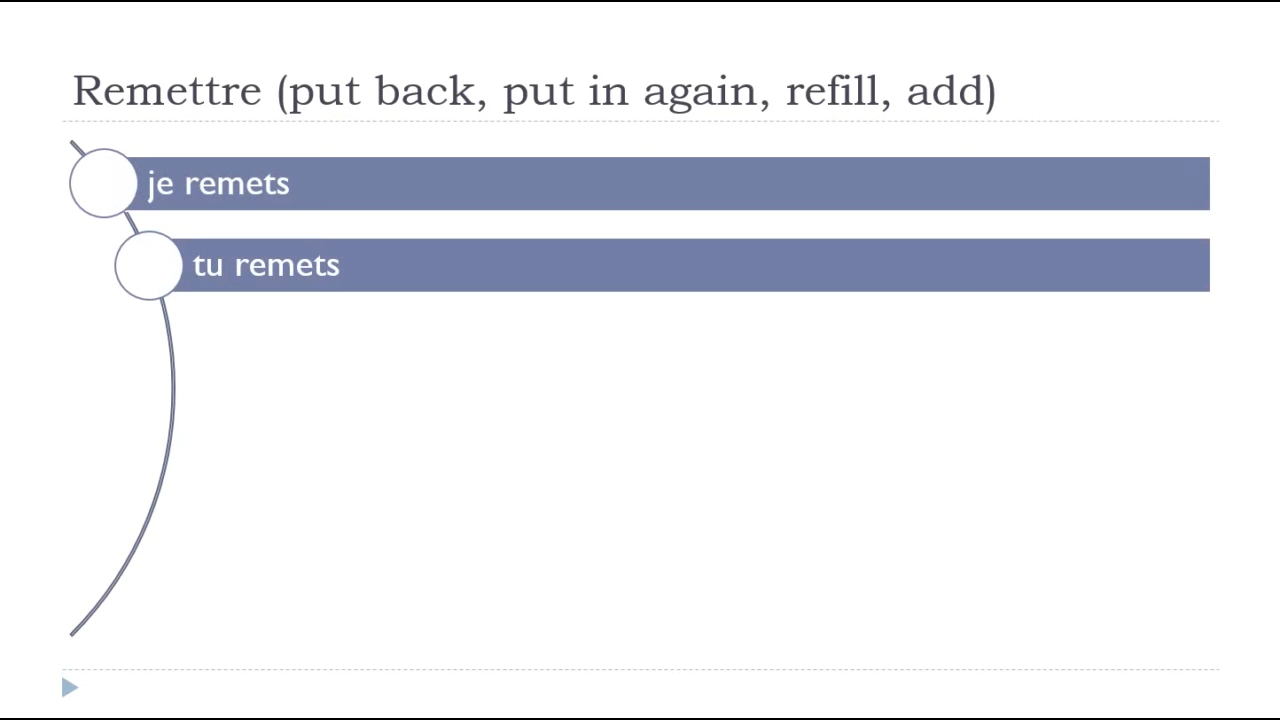 Remettre (put back, put in again, refill, add)
je remets
tu remets